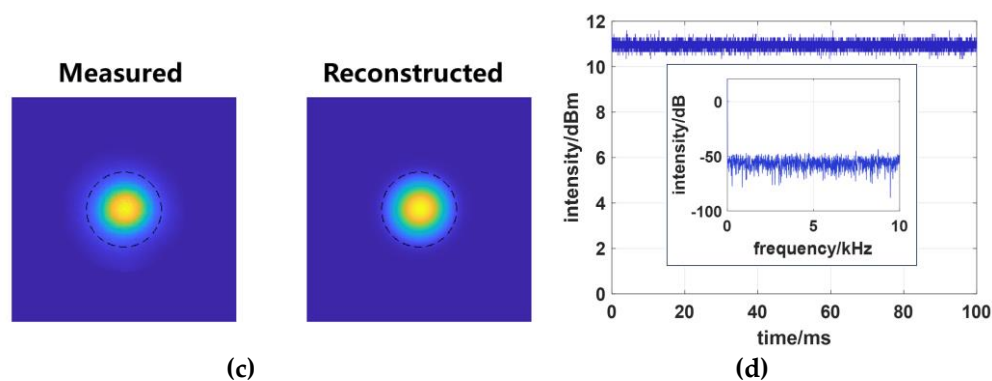 Measured
Reconstructed
(c)
12
10
8
6
4
2
0
intensity/dBm
0 20 40 60 80 100
time/ms
0
-50
-100
intensity/dB
0 5 10
frequency/kHz
(d)